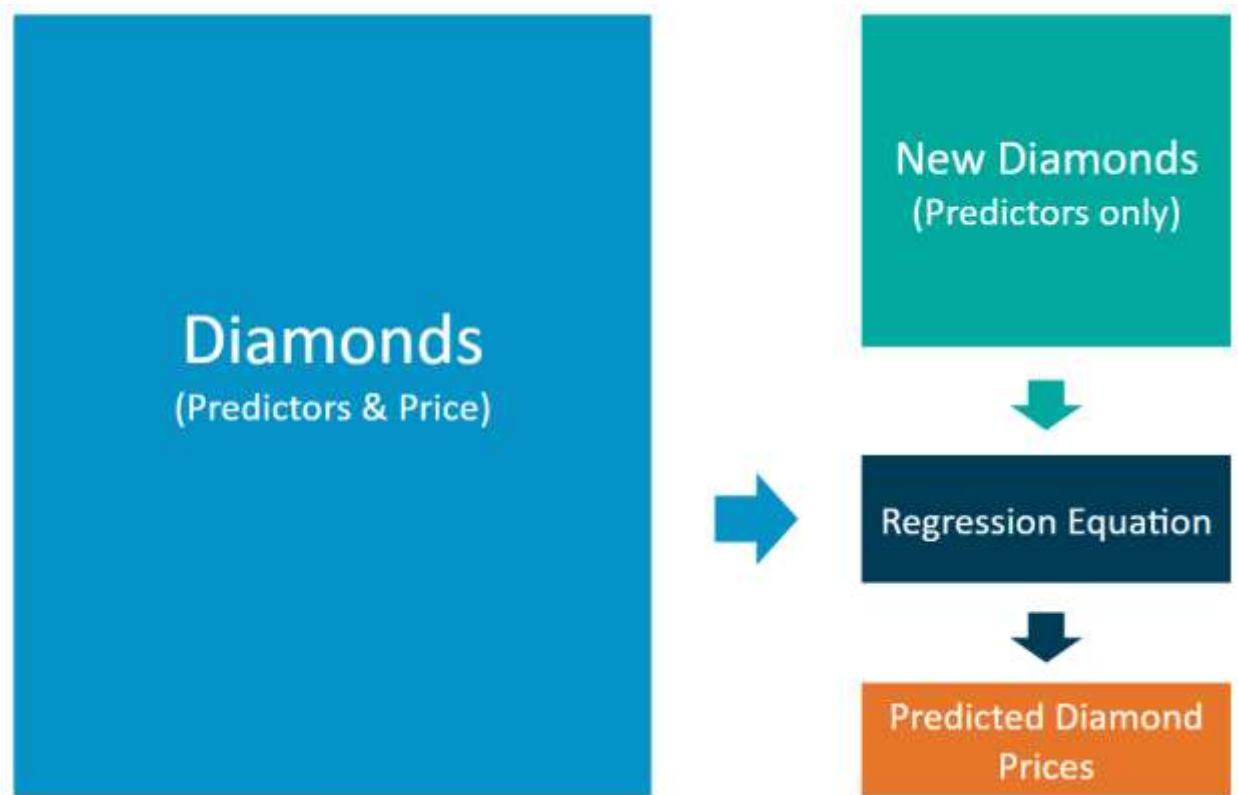 Diamonds
(Predictors & Price)
New Diamonds
(Predictors only)
Regression Equation
Predicted Diamond
Prices